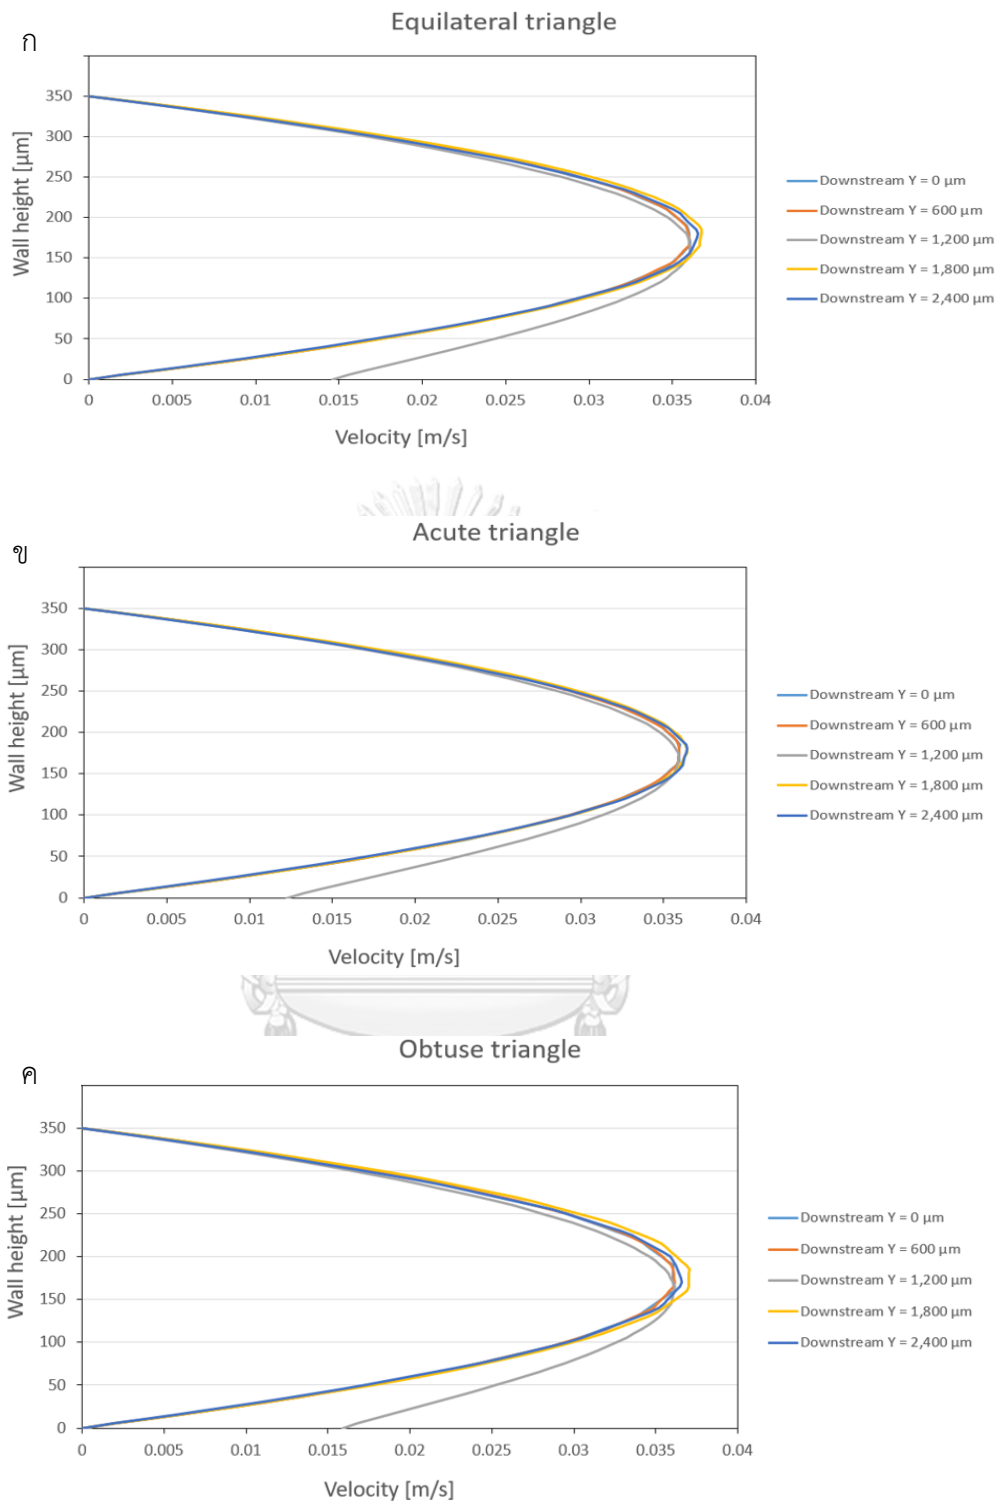 Equilateral triangle
ก
350
300
250
200
150
100
50
0
Wall height [µm]
0 0.005 0.01 0.015 0.02 0.025 0.03 0.035 0.04
Velocity [m/s]
Downstream Y = 0 µm
Downstream Y = 600 µm
Downstream Y = 1,200 µm
Downstream Y = 1,800 µm
Downstream Y = 2,400 µm
Acute triangle
ข
350
300
250
200
150
100
50
0
Wall height [µm]
0 0.005 0.01 0.015 0.02 0.025 0.03 0.035 0.04
Velocity [m/s]
Downstream Y = 0 µm
Downstream Y = 600 µm
Downstream Y = 1,200 µm
Downstream Y = 1,800 µm
Downstream Y = 2,400 µm
Obtuse triangle
ค
350
300
250
200
150
100
50
0
Wall height [µm]
0 0.005 0.01 0.015 0.02 0.025 0.03 0.035 0.04
Velocity [m/s]
Downstream Y = 0 µm
Downstream Y = 600 µm
Downstream Y = 1,200 µm
Downstream Y = 1,800 µm
Downstream Y = 2,400 µm